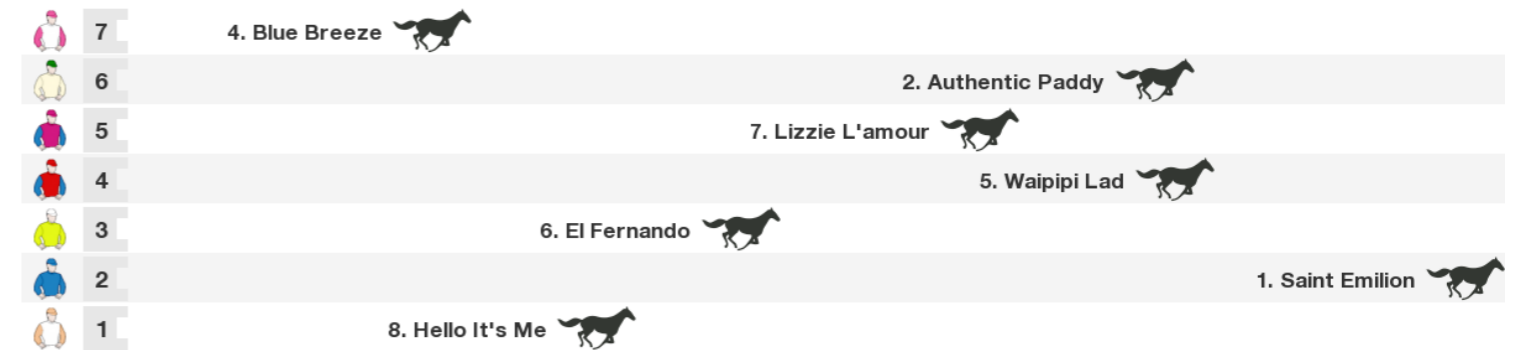 7 4. Blue Breeze
6 2. Authentic Paddy
5 7. Lizzie L'amour
4 5. Waipipi Lad
3 6. El Fernando
2 1. Saint Emilion
1 8. Hello It's Me